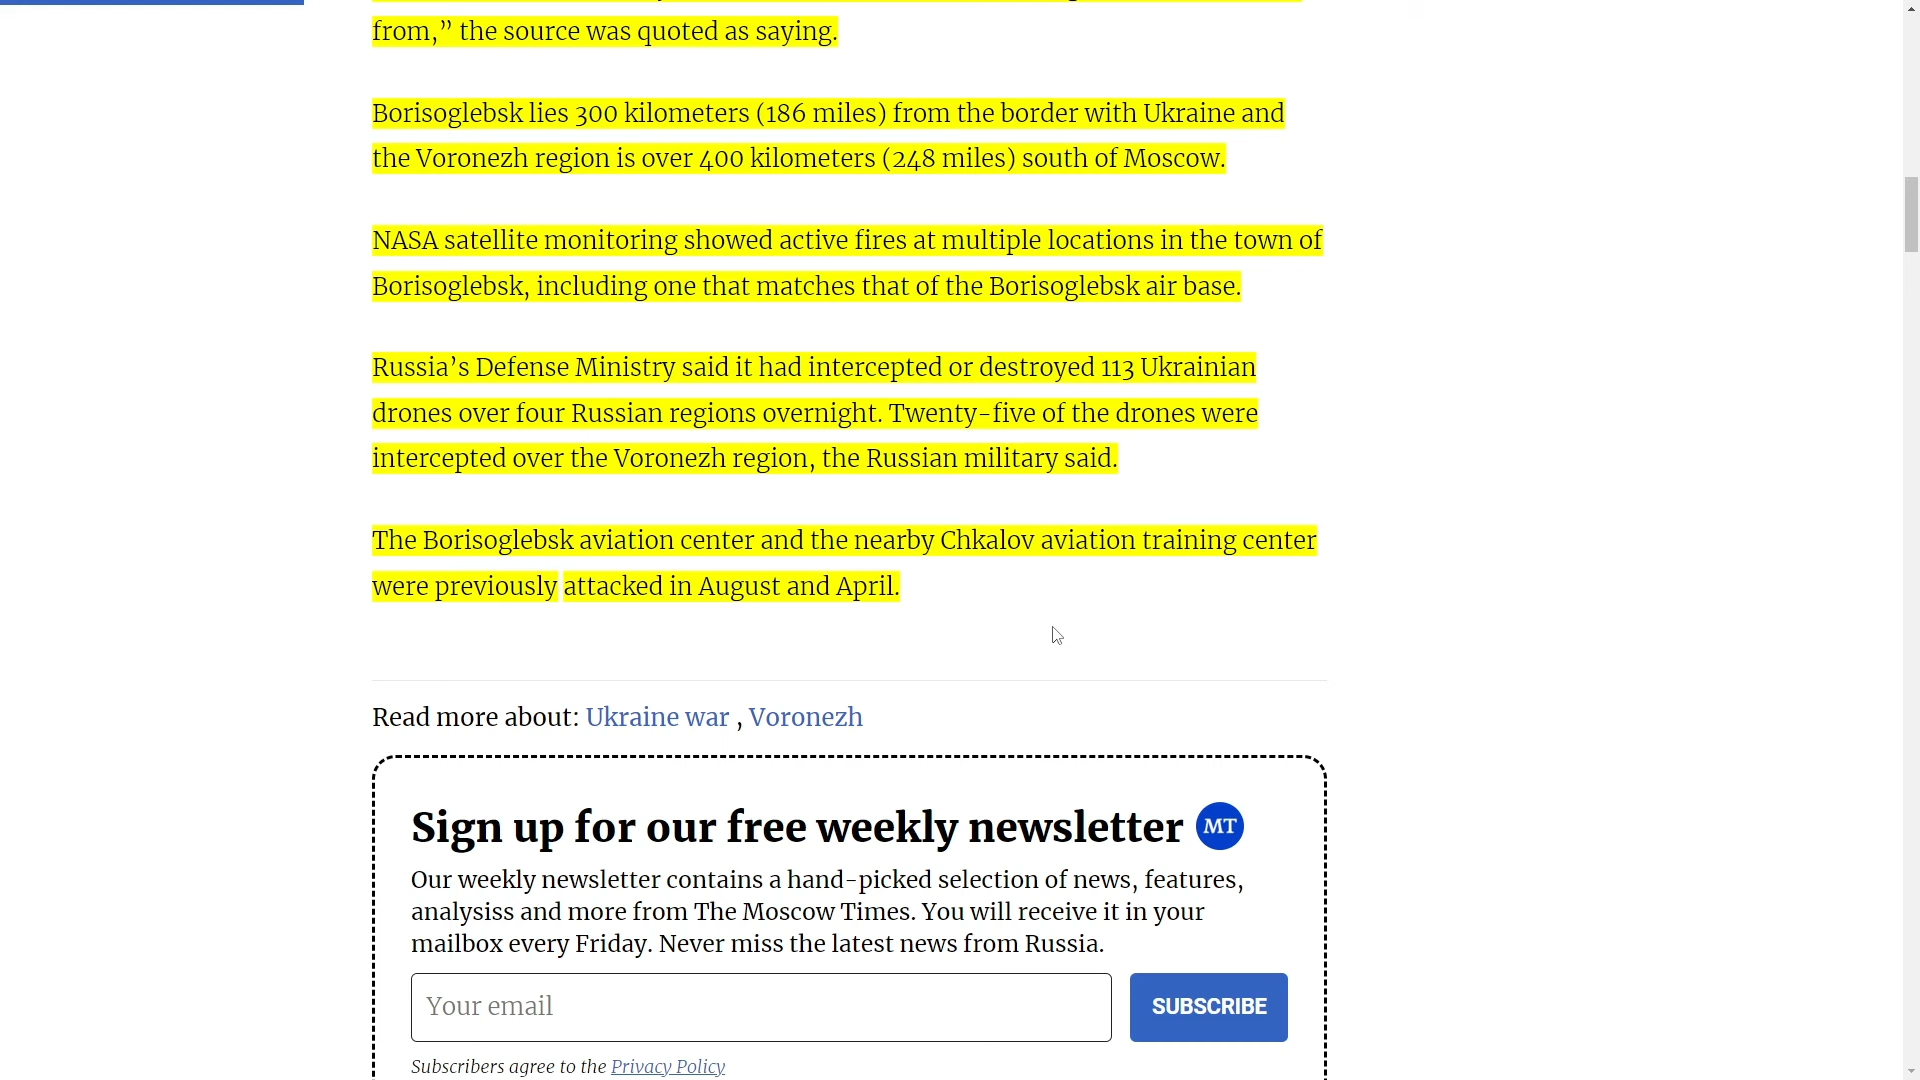 from,” the source was quoted as saying.
Borisoglebsk lies 300 kilometers (186 miles) from the border with Ukraine and
the Voronezh region is over 400 kilometers (248 miles) south of Moscow.
NASA satellite monitoring showed active fires at multiple locations in the town of
Borisoglebsk, including one that matches that of the Borisoglebsk air base.
Russia’s Defense Ministry said it had intercepted or destroyed 113 Ukrainian
drones over four Russian regions overnight. Twenty-five of the drones were
intercepted over the Voronezh region, the Russian military said.
The Borisoglebsk aviation center and the nearby Chkalov aviation training center
were previously attacked in August and April.
Read more about: Ukraine war , Voronezh
Sign up for our free weekly newsletter MT
Our weekly newsletter contains a hand-picked selection of news, features,
analysiss and more from The Moscow Times. You will receive it in your
mailbox every Friday. Never miss the latest news from Russia.
Your email
SUBSCRIBE
Subscribers agree to the Privacy Policy